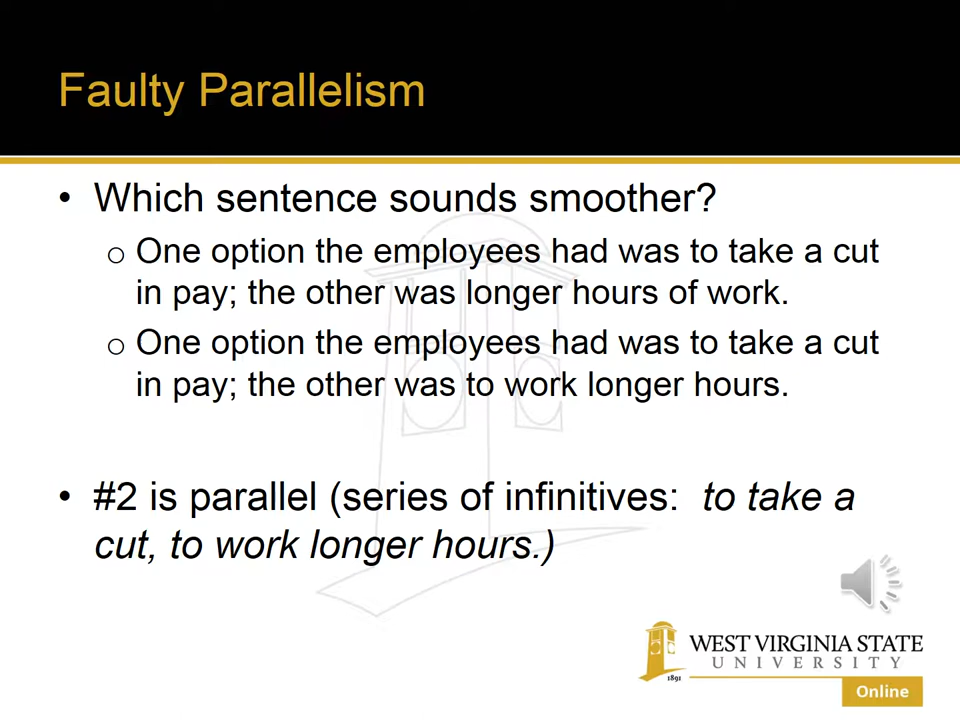 Faulty Parallelism
• Which sentence sounds smoother?
o One option the employees had was to take a cut
in pay; the other was longer hours of work.
o One option the employees had was to take a cut
in pay; the other was to work longer hours.
• #2 is parallel (series of infinitives:  to take a
cut, to work longer hours.)
WEST VIRGINIA STATE
UNIVERSITY
1891
Online